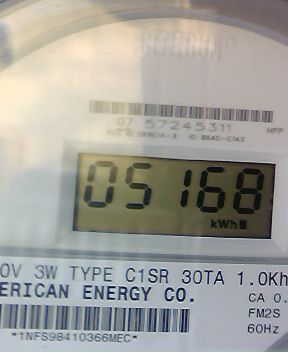 CENTRON
07 57245311
05168
kWh
0V 3W TYPE C1SR 30TA 1.0Kh
ERICAN ENERGY CO.
CA 0.
FM2S
60Hz
*1NFS98410366MEC*